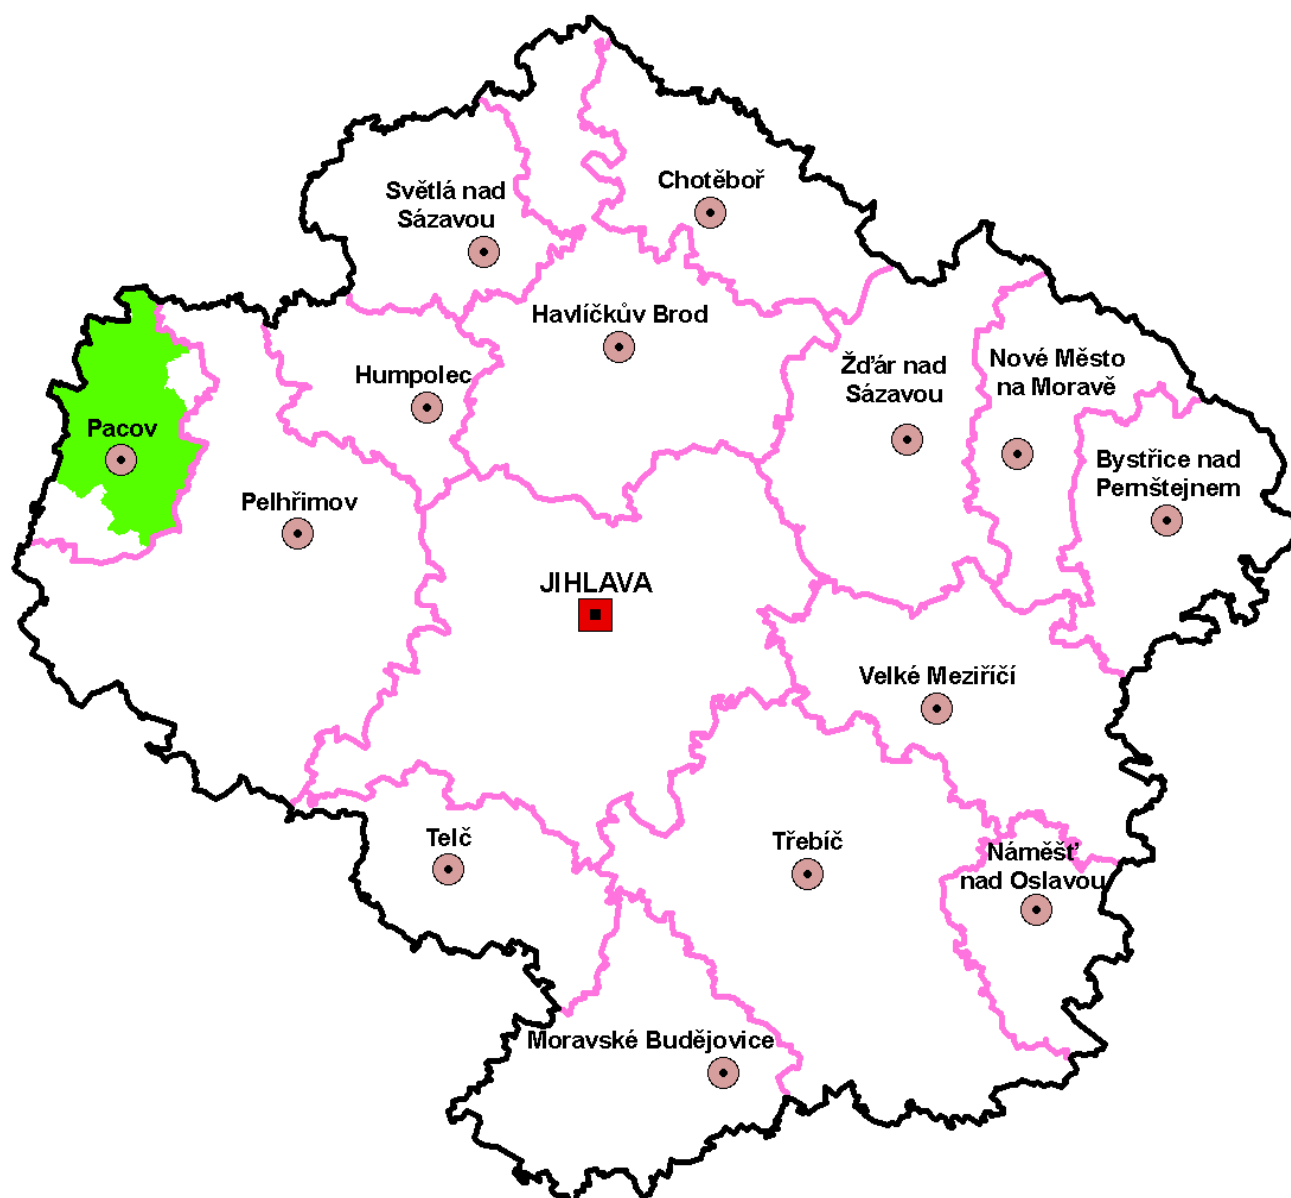 Chotěboř
Světlá nad
Sázavou
Havlíčkův Brod
Žďár nad
Sázavou
Nové Město
na Moravě
Humpolec
Pacov
Bystřice nad
Pernštejnem
Pelhřimov
JIHLAVA
Velké Meziříčí
Telč
Třebíč
Náměšť
nad Oslavou
Moravské Budějovice